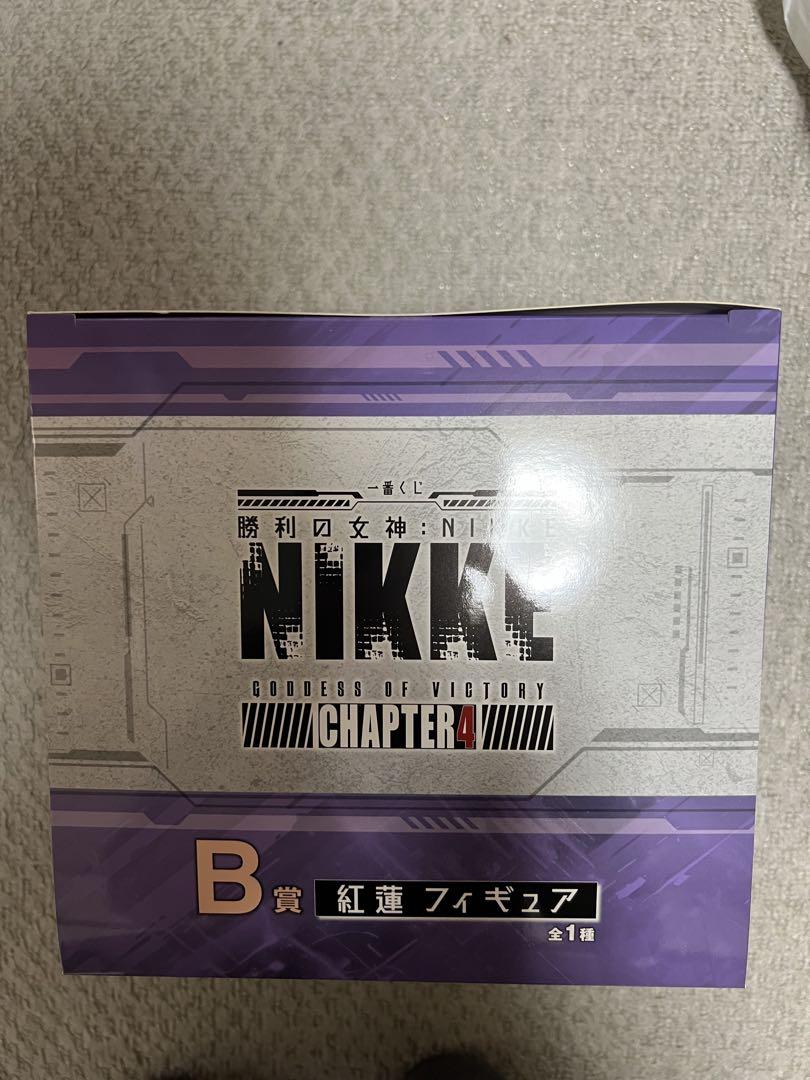 一番くじ
勝利の女神:NIKKE
NIKKE
GODDESS OF VICTORY
CHAPTER4
B賞 紅蓮 フィギュア
全1種